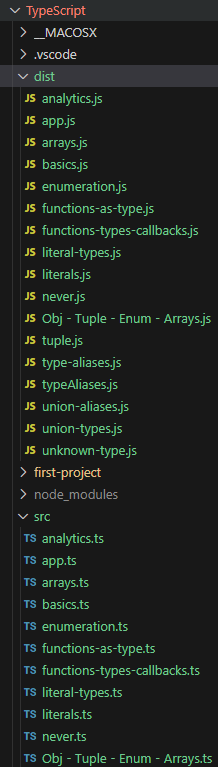 TypeScript
__MACOSX
.vscode
dist
JS analytics.js
JS app.js
JS arrays.js
JS basics.js
JS enumeration.js
JS functions-as-type.js
JS functions-types-callbacks.js
JS literal-types.js
JS literals.js
JS never.js
JS Obj - Tuple - Enum - Arrays.js
JS tuple.js
JS type-aliases.js
JS typeAliases.js
JS union-aliases.js
JS union-types.js
JS unknown-type.js
first-project
node_modules
src
TS analytics.ts
TS app.ts
TS arrays.ts
TS basics.ts
TS enumeration.ts
TS functions-as-type.ts
TS functions-types-callbacks.ts
TS literal-types.ts
TS literals.ts
TS never.ts
TS Obj - Tuple - Enum - Arrays.ts